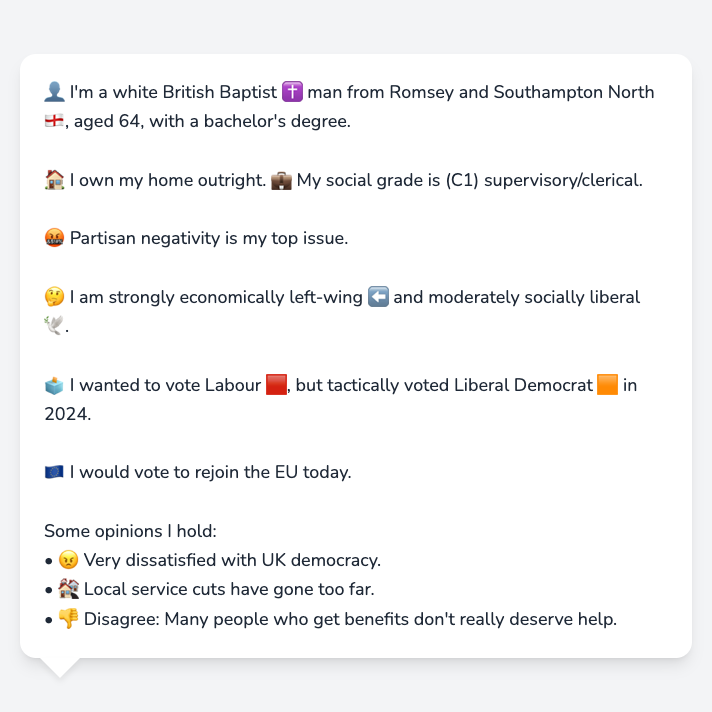 👤 I'm a white British Baptist ✝️ man from Romsey and Southampton North
🏴󠁧󠁢󠁥󠁮󠁧󠁿, aged 64, with a bachelor's degree.
🏠 I own my home outright. 💼 My social grade is (C1) supervisory/clerical.
🤬 Partisan negativity is my top issue.
🤔 I am strongly economically left-wing ⬅️ and moderately socially liberal
🕊️.
🗳️ I wanted to vote Labour 🟥, but tactically voted Liberal Democrat 🟧 in
2024.
🇪🇺 I would vote to rejoin the EU today.
Some opinions I hold:
• 😠 Very dissatisfied with UK democracy.
• 🏚️ Local service cuts have gone too far.
• 👎 Disagree: Many people who get benefits don't really deserve help.